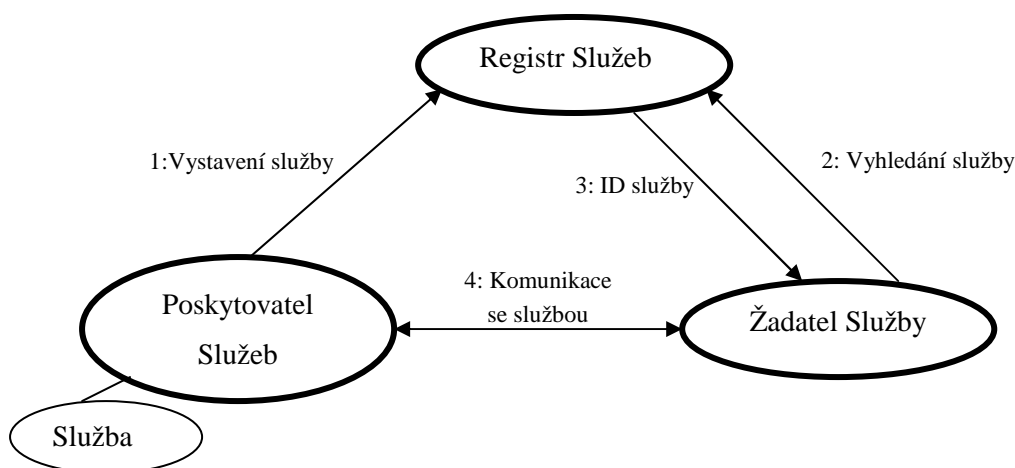 Registr Služeb
1:Vystavení služby
2: Vyhledání služby
3: ID služby
4: Komunikace
se službou
Poskytovatel
Služeb
Žadatel Služby
Služba